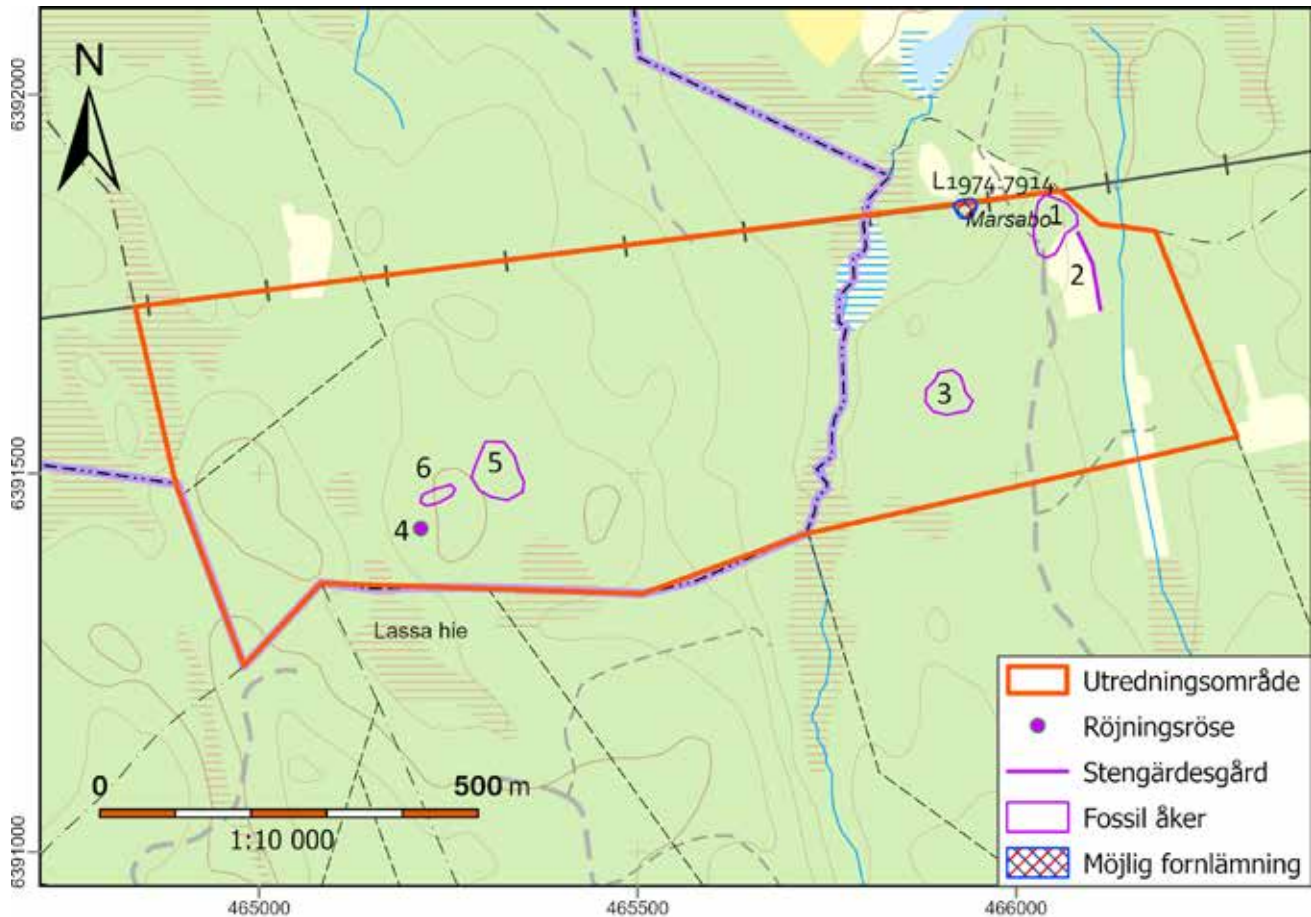 N
6392000
L1974-7914
Marsabo
1
2
3
6391500
6
5
4
Lassa hie
Utredningsområde
Röjningsröse
Stengärdesgård
Fossil åker
Möjlig fornlämning
0 500 m
1:10 000
6391000
465000 465500 466000